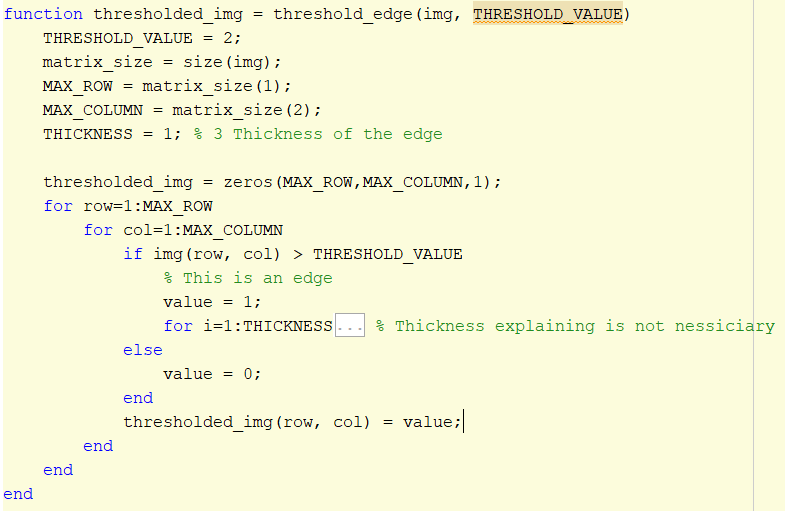 function thresholded_img = threshold_edge(img, THRESHOLD_VALUE)
    THRESHOLD_VALUE = 2;
    matrix_size = size(img);
    MAX_ROW = matrix_size(1);
    MAX_COLUMN = matrix_size(2);
    THICKNESS = 1; % 3 Thickness of the edge

    thresholded_img = zeros(MAX_ROW,MAX_COLUMN,1);
    for row=1:MAX_ROW
        for col=1:MAX_COLUMN
            if img(row, col) > THRESHOLD_VALUE
                % This is an edge
                value = 1;
                for i=1:THICKNESS... % Thickness explaining is not nessiciary
            else
                value = 0;
            end
            thresholded_img(row, col) = value;
        end
    end
end